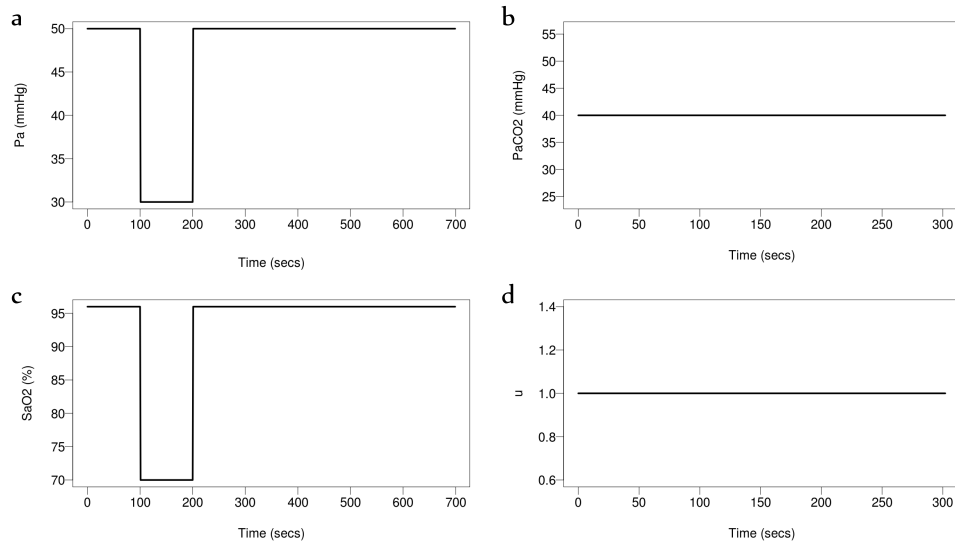 a
Pa (mmHg)
50
45
40
35
30
0 100 200 300 400 500 600 700
Time (secs)
b
PaCO2 (mmHg)
55
50
45
40
35
30
25
0 50 100 150 200 250 300
Time (secs)
c
SaO2 (%)
95
90
85
80
75
70
0 100 200 300 400 500 600 700
Time (secs)
d
u
1.4
1.2
1.0
0.8
0.6
0 50 100 150 200 250 300
Time (secs)